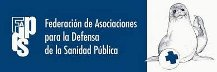 Federación de Asociaciones
para la Defensa
de la Sanidad Pública